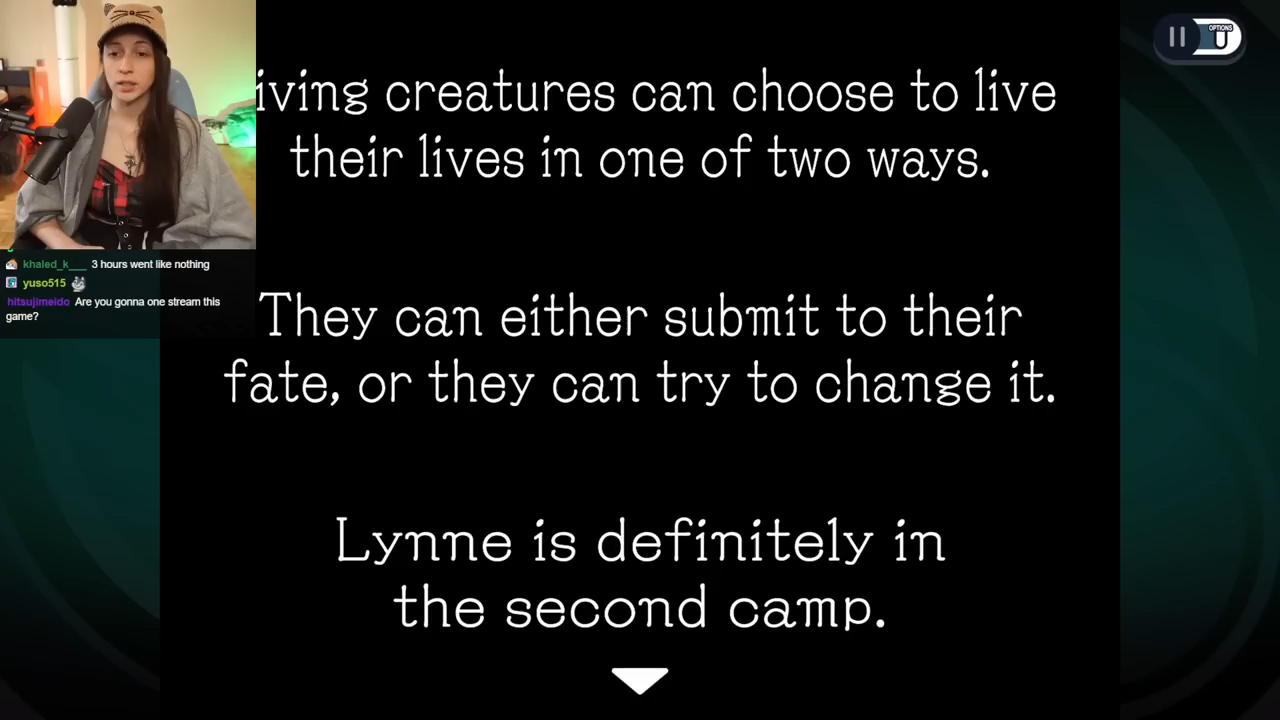 OPTIONS
iving creatures can choose to live
their lives in one of two ways.
They can either submit to their
fate, or they can try to change it.
Lynne is definitely in
the second camp.
khaled_k___ 3 hours went like nothing
yuso515
hitsujimeido Are you gonna one stream this
game?